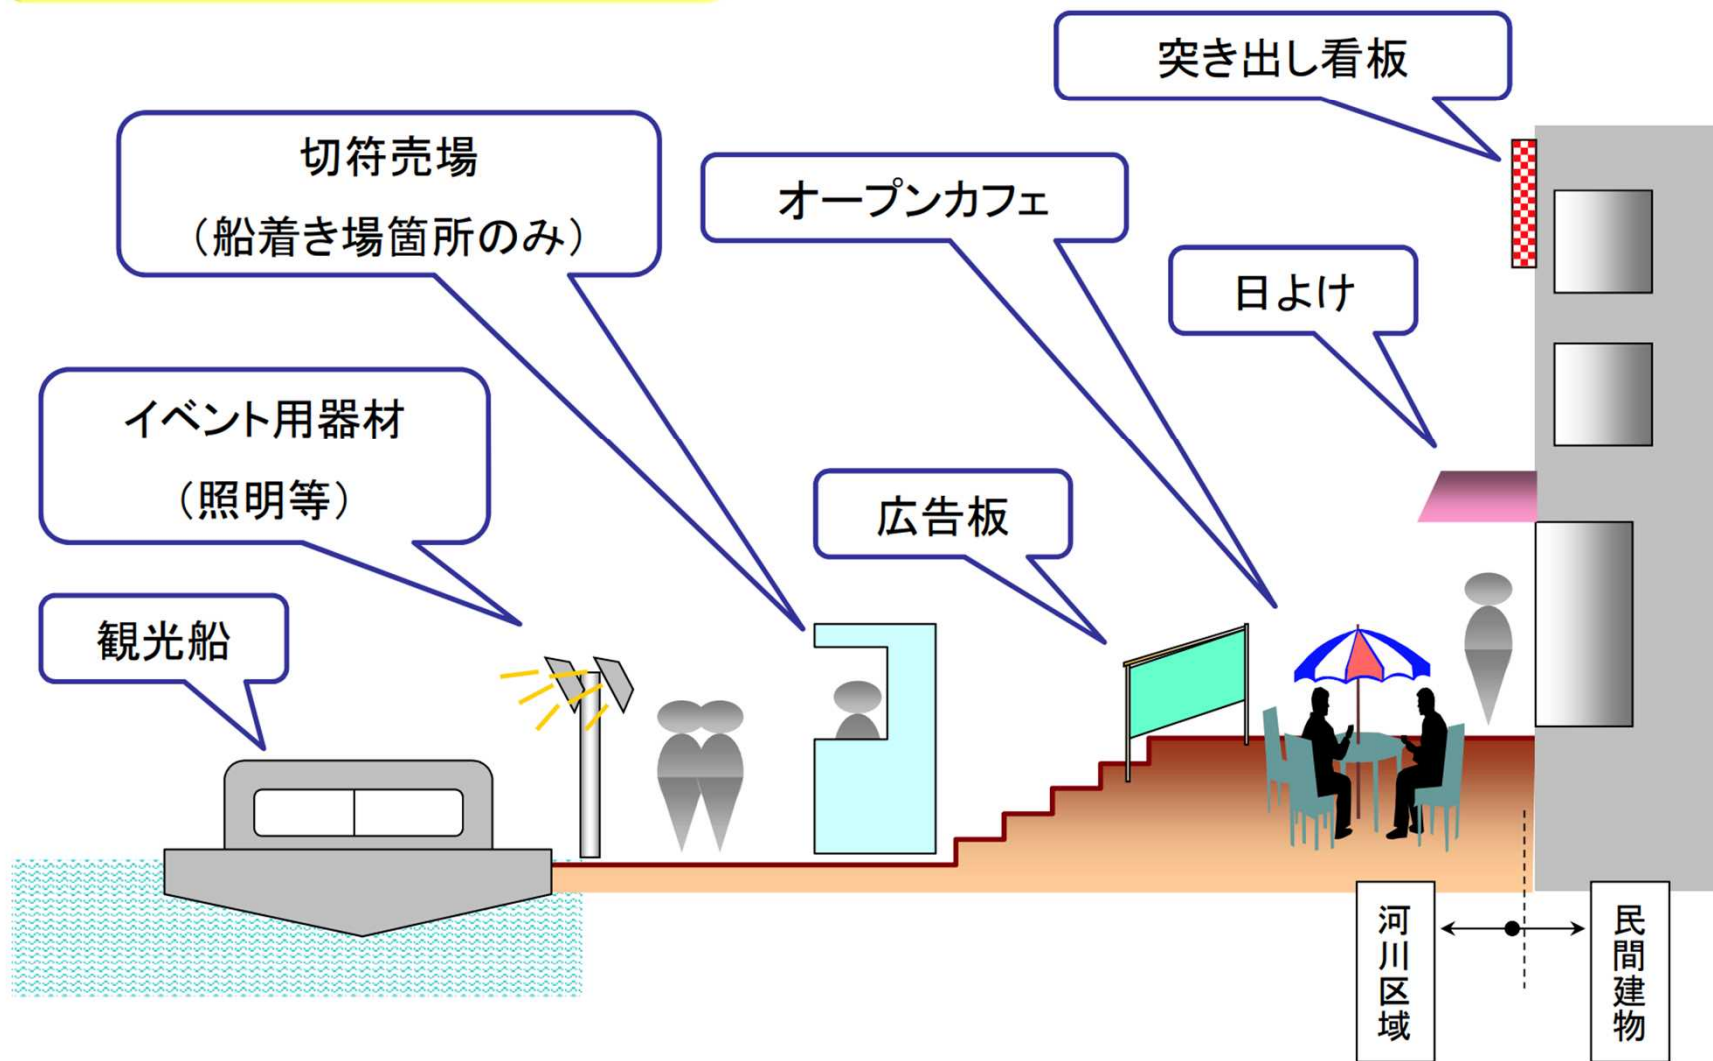 突き出し看板
切符売場
(船着き場箇所のみ)
オープンカフェ
日よけ
イベント用器材
(照明等)
広告板
観光船
河川区域
民間建物